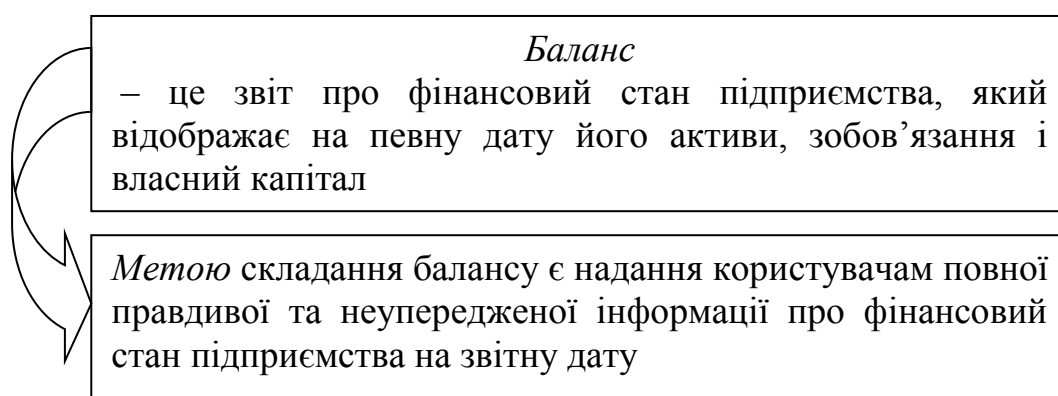 Баланс
– це звіт про фінансовий стан підприємства, який
відображає на певну дату його активи, зобов’язання і
власний капітал
Метою складання балансу є надання користувачам повної
правдивої та неупередженої інформації про фінансовий
стан підприємства на звітну дату